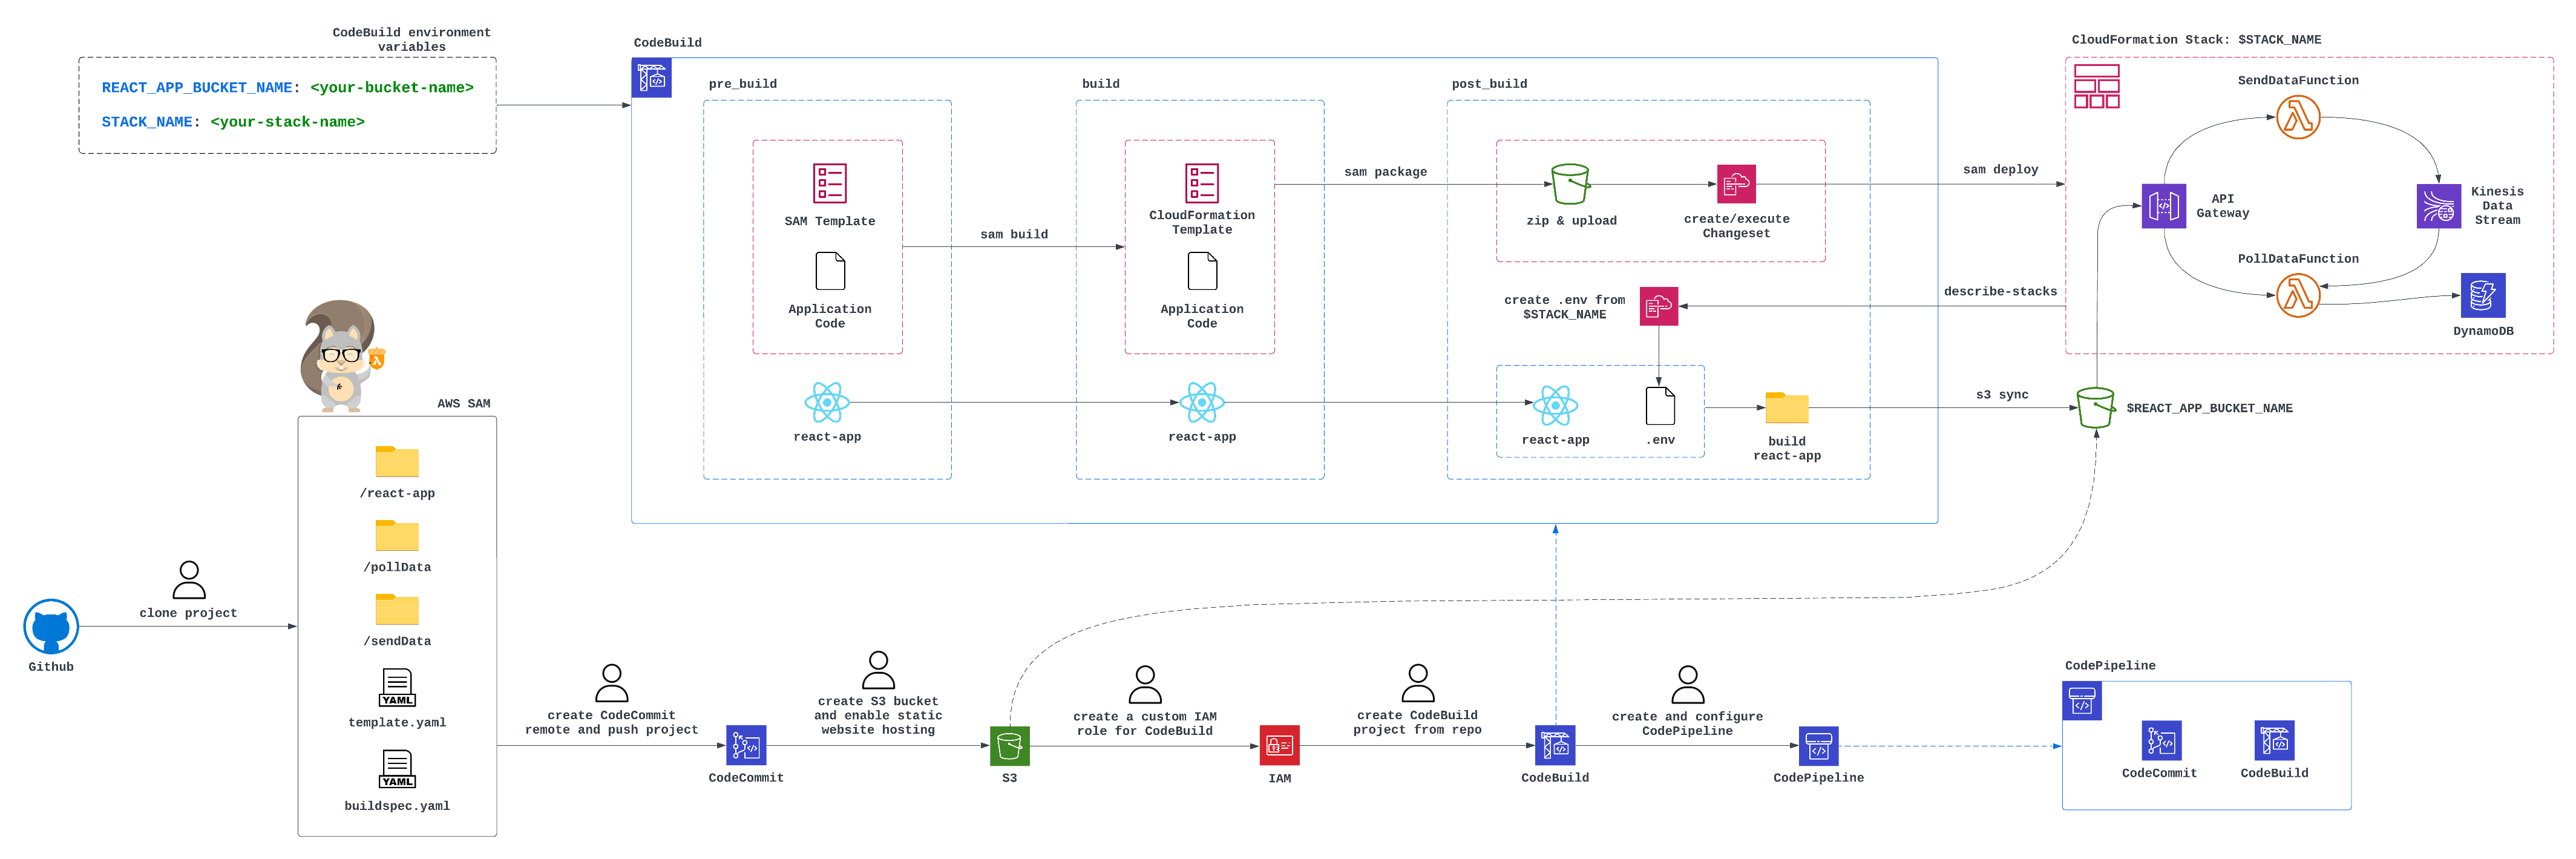 CodeBuild environment
variables
REACT_APP_BUCKET_NAME: <your-bucket-name>
STACK_NAME: <your-stack-name>
CodeBuild
pre_build
SAM Template
Application
Code
react-app
sam build
build
CloudFormation
Template
Application
Code
react-app
sam package
post_build
zip & upload
create/execute
Changeset
create .env from
$STACK_NAME
react-app
.env
build
react-app
sam deploy
describe-stacks
s3 sync
CloudFormation Stack: $STACK_NAME
SendDataFunction
API
Gateway
Kinesis
Data
Stream
PollDataFunction
DynamoDB
$REACT_APP_BUCKET_NAME
Github
clone project
AWS SAM
/react-app
/pollData
/sendData
YAML
template.yaml
YAML
buildspec.yaml
create CodeCommit
remote and push project
CodeCommit
create S3 bucket
and enable static
website hosting
S3
create a custom IAM
role for CodeBuild
IAM
create CodeBuild
project from repo
CodeBuild
create and configure
CodePipeline
CodePipeline
CodePipeline
CodeCommit
CodeBuild